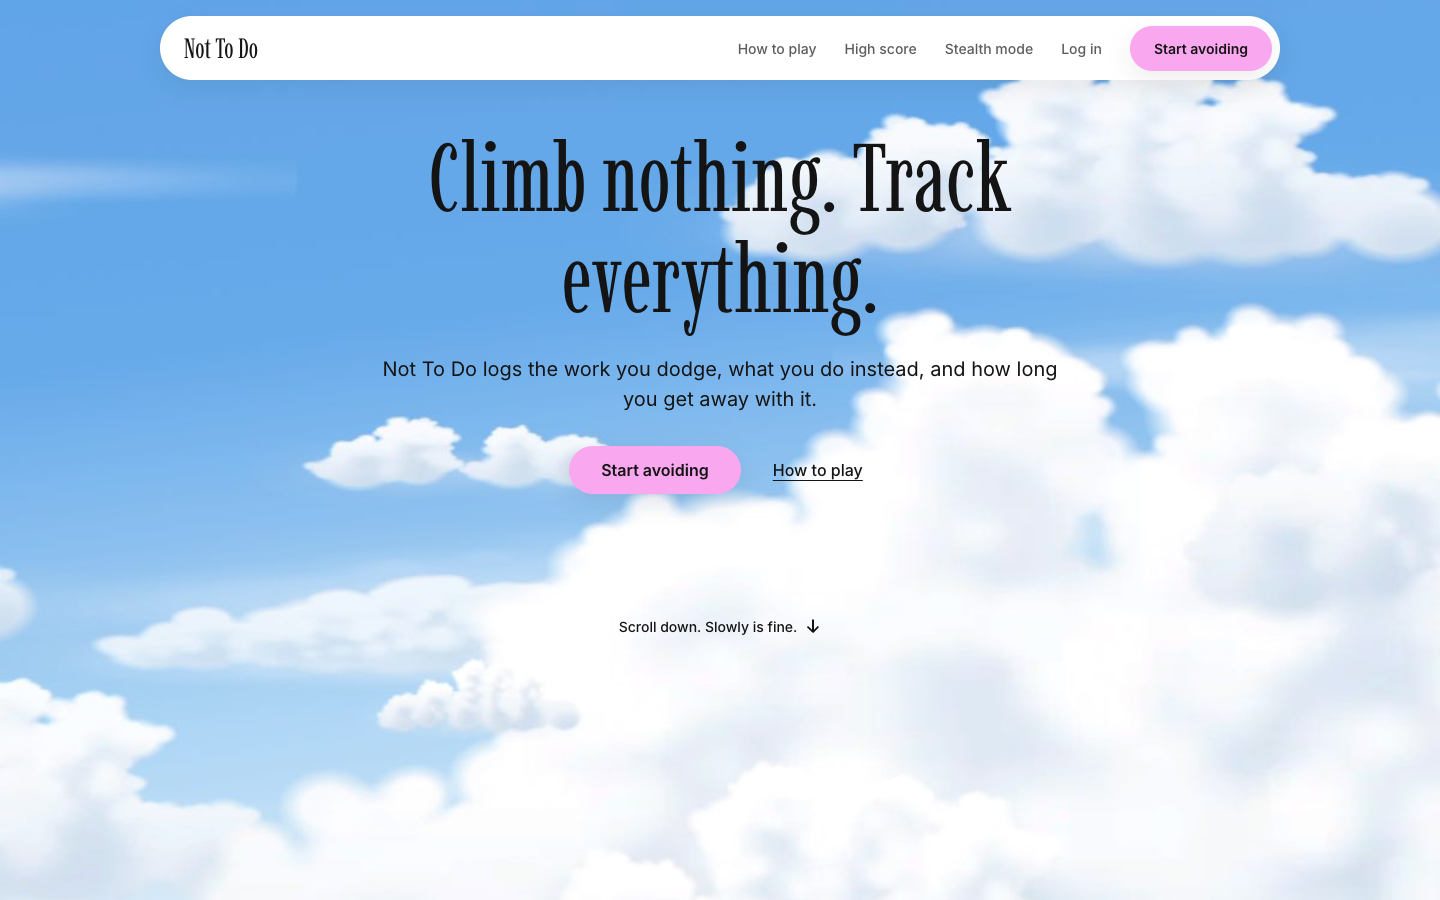 Not To Do
How to play
High score
Stealth mode
Log in
Start avoiding
Climb nothing. Track
everything.
Not To Do logs the work you dodge, what you do instead, and how long
you get away with it.
Start avoiding
How to play
Scroll down. Slowly is fine.